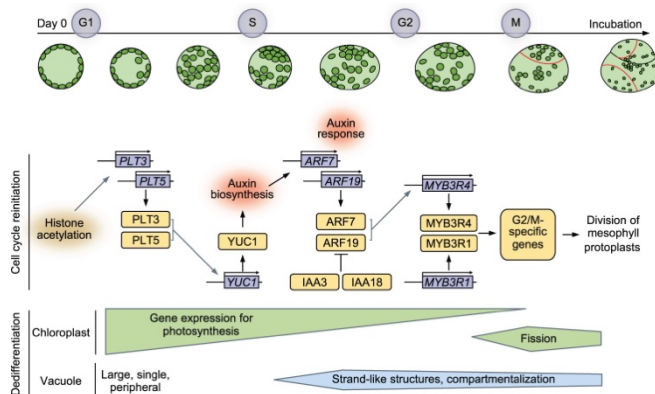 Day 0 G1 S G2 M Incubation
Auxin
response
PLT3
PLT5
ARF7
ARF19
MYB3R4
Auxin
biosynthesis
Histone
acetylation
PLT3
PLT5
YUC1
ARF7
ARF19
MYB3R4
MYB3R1
G2/M-
specific
genes
Division of
mesophyll
protoplasts
YUC1
IAA3 IAA18
MYB3R1
Cell cycle reinitiation
Dedifferentiation
Chloroplast
Gene expression for
photosynthesis
Fission
Vacuole
Large, single,
peripheral
Strand-like structures, compartmentalization